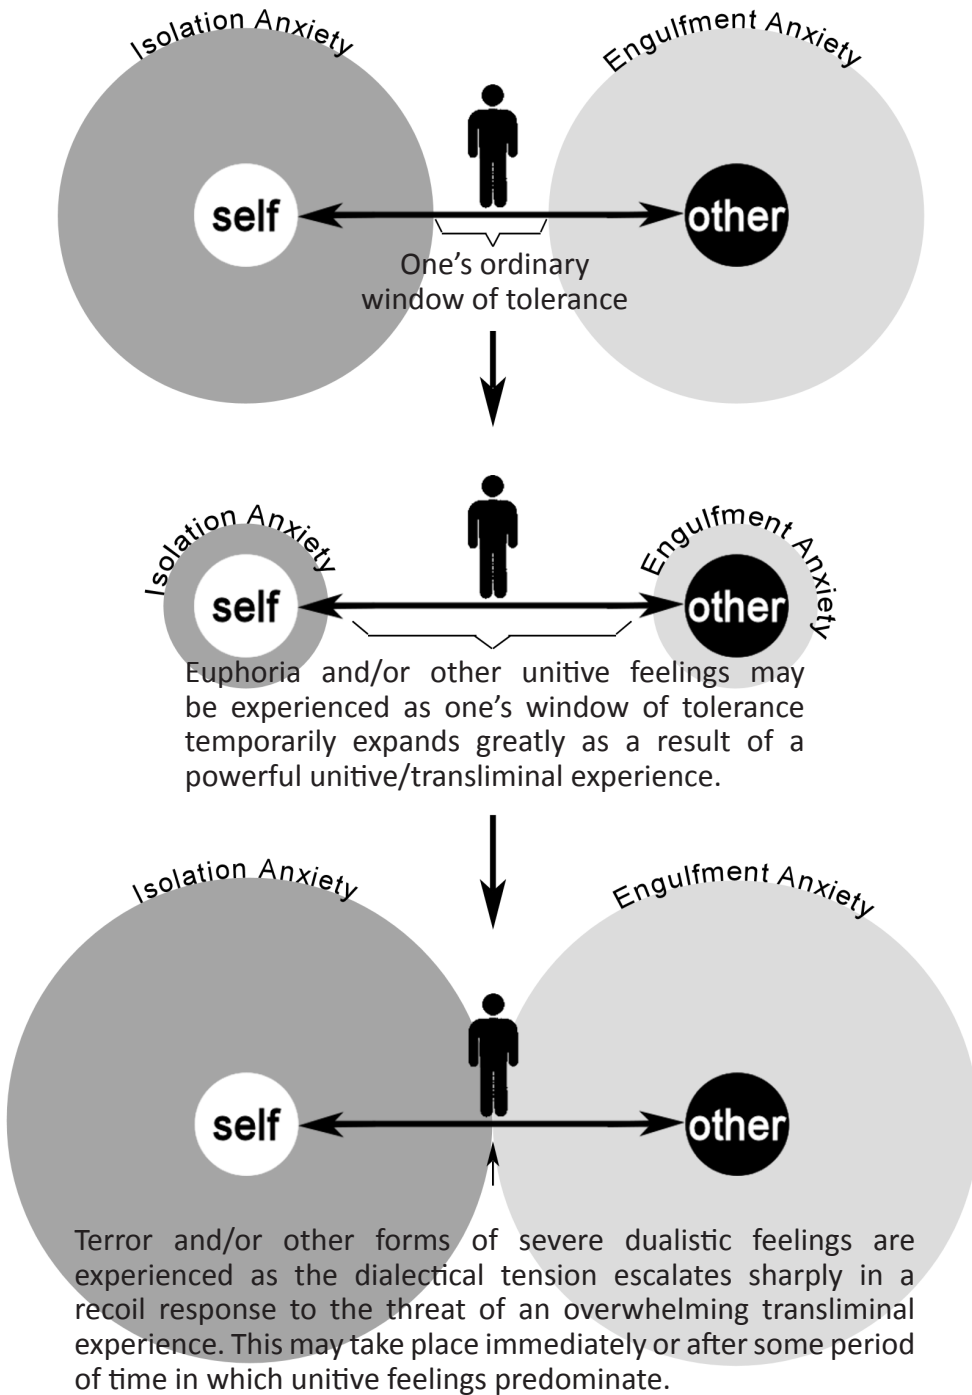 Isolation Anxiety
Engulfment Anxiety
self
other
One’s ordinary
window of tolerance
Isolation Anxiety
Engulfment Anxiety
self
other
Euphoria and/or other unitive feelings may
be experienced as one’s window of tolerance
temporarily expands greatly as a result of a
powerful unitive/transliminal experience.
Isolation Anxiety
Engulfment Anxiety
self
other
Terror and/or other forms of severe dualistic feelings are
experienced as the dialectical tension escalates sharply in a
recoil response to the threat of an overwhelming transliminal
experience. This may take place immediately or after some period
of time in which unitive feelings predominate.